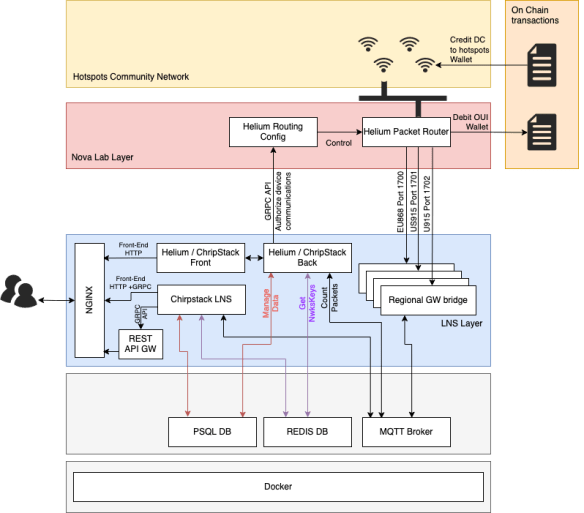 On Chain
transactions
Credit DC
to hotspots
Wallet
Hotspots Community Network
Helium Routing
Config
Control
Helium Packet Router
Debit OUI
Wallet
Nova Lab Layer
GRPC API
Authorize device
communications
EU868 Port 1700
US915 Port 1701
U915 Port 1702
Front-End
HTTP
Helium / ChripStack
Front
Helium / ChripStack
Back
NGINX
Front-End
HTTP +GRPC
Chirpstack LNS
GRPC
API
REST
API GW
Manage
Data
Get
NwksKeys
Count
Packets
Regional GW bridge
LNS Layer
PSQL DB
REDIS DB
MQTT Broker
Docker